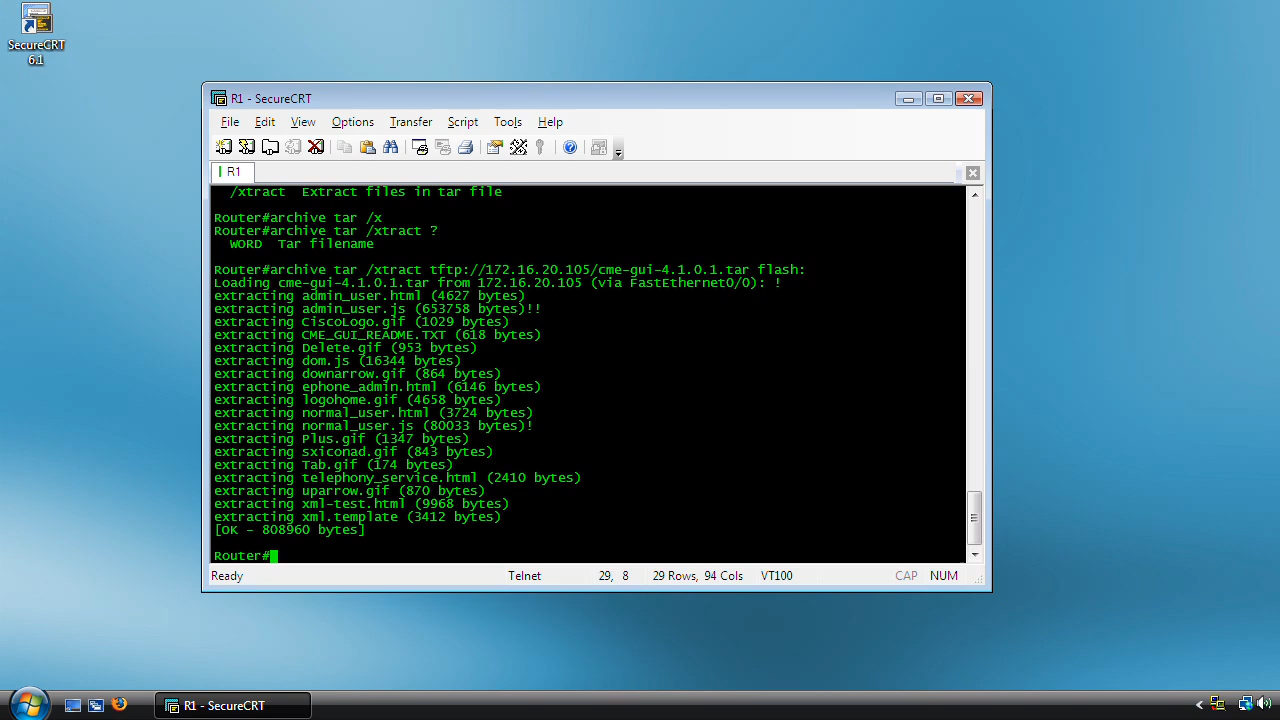 SecureCRT
6.1
R1 - SecureCRT
File Edit View Options Transfer Script Tools Help
R1
/xtract  Extract files in tar file
Router#archive tar /x
Router#archive tar /xtract ?
WORD  Tar filename
Router#archive tar /xtract tftp://172.16.20.105/cme-gui-4.1.0.1.tar flash:
Loading cme-gui-4.1.0.1.tar from 172.16.20.105 (via FastEthernet0/0): !
extracting admin_user.html (4627 bytes)
extracting admin_user.js (653758 bytes)!!
extracting CiscoLogo.gif (1029 bytes)
extracting CME_GUI_README.TXT (618 bytes)
extracting Delete.gif (953 bytes)
extracting dom.js (16344 bytes)
extracting downarrow.gif (864 bytes)
extracting ephone_admin.html (6146 bytes)
extracting logohome.gif (4658 bytes)
extracting normal_user.html (3724 bytes)
extracting normal_user.js (80033 bytes)!
extracting Plus.gif (1347 bytes)
extracting sxiconad.gif (843 bytes)
extracting Tab.gif (174 bytes)
extracting telephony_service.html (2410 bytes)
extracting uparrow.gif (870 bytes)
extracting xml-test.html (9968 bytes)
extracting xml.template (3412 bytes)
[OK - 808960 bytes]
Router#
Ready Telnet 29, 8 29 Rows, 94 Cols VT100 CAP NUM
R1 - SecureCRT